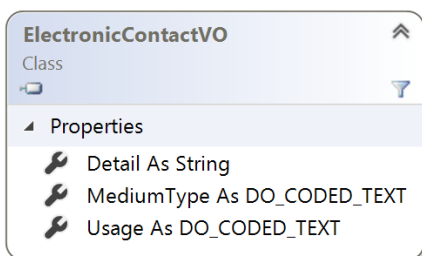 ElectronicContactVO
Class
Properties
Detail As String
MediumType As DO_CODED_TEXT
Usage As DO_CODED_TEXT